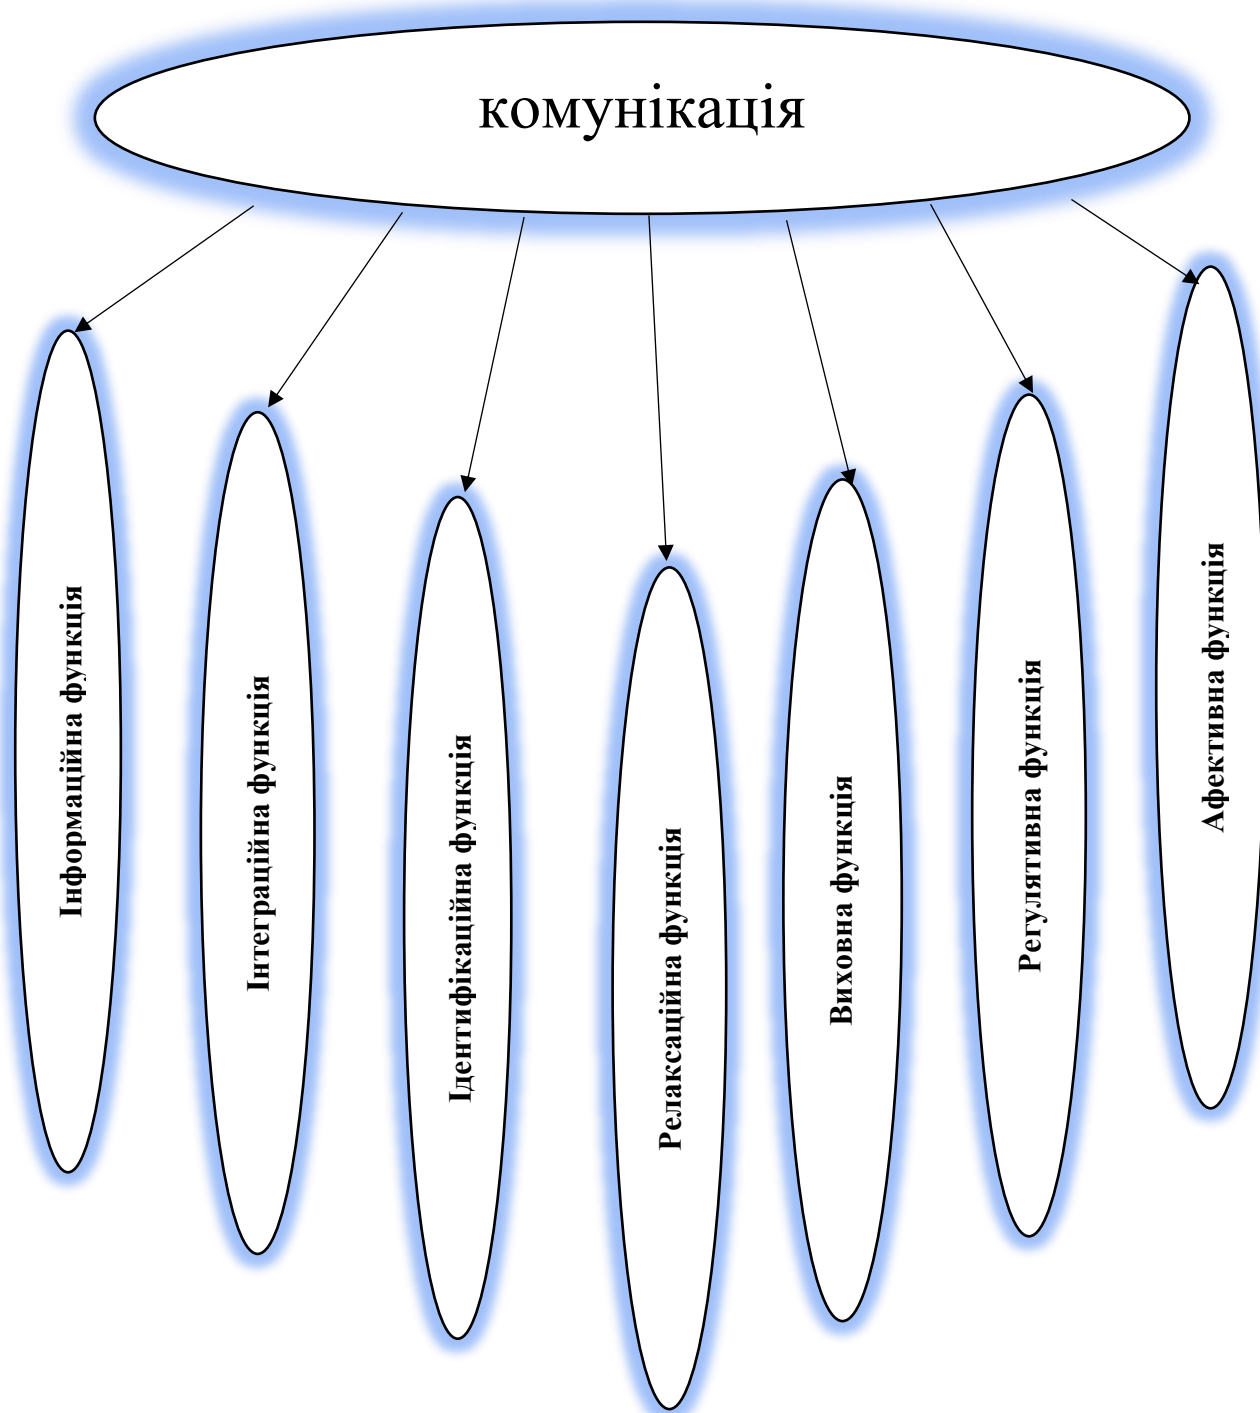 комунікація
Інформаційна функція
Інтеграційна функція
Ідентифікаційна функція
Релаксаційна функція
Виховна функція
Регулятивна функція
Афективна функція